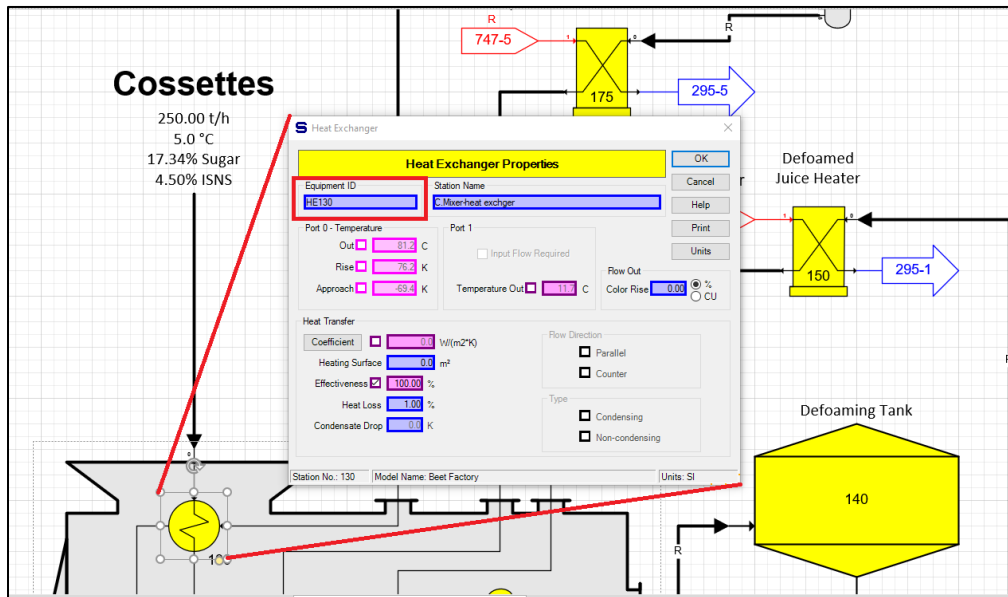 R
747-5
1
0
R
175
295-5
Cossettes
250.00 t/h
5.0 °C
17.34% Sugar
4.50% ISNS
S Heat Exchanger
Heat Exchanger Properties
OK
Cancel
Help
Print
Units
Equipment ID
HE130
Station Name
C.Mixer-heat exchger
Port 0 - Temperature
Out 81.2 C
Rise 76.2 K
Approach -69.4 K
Port 1
Input Flow Required
Temperature Out 11.7 C
Flow Out
Color Rise 0.00 %
CU
Heat Transfer
Coefficient 0.0 W/(m2*K)
Heating Surface 0.0 m²
Effectiveness 100.00 %
Heat Loss 1.00 %
Condensate Drop 0.0 K
Flow Direction
Parallel
Counter
Type
Condensing
Non-condensing
Station No.: 130
Model Name: Beet Factory
Units: SI
Defoamed
Juice Heater
1
0
150
295-1
Defoaming Tank
140
R
0